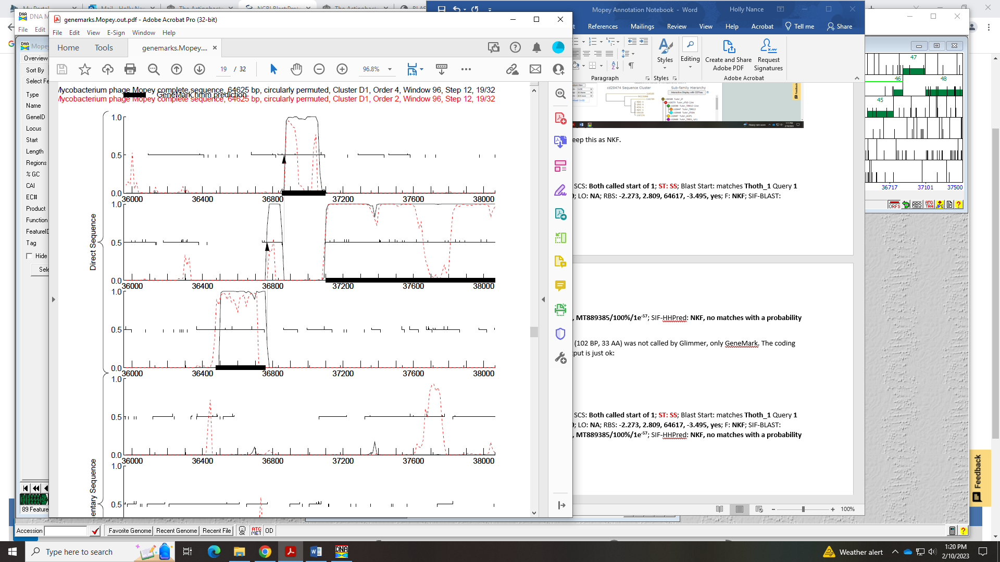 genemarks.Mopey.out.pdf - Adobe Acrobat Pro (32-bit)
File Edit View E-Sign Window Help
Home Tools genemarks.Mopey.... ×
19 / 32 96.8%
Mycobacterium phage Mopey complete sequence, 64625 bp, circularly permuted, Cluster D1, Order 4, Window 96, Step 12, 19/32
GeneMark.hmm prediction
Mycobacterium phage Mopey complete sequence, 64625 bp, circularly permuted, Cluster D1, Order 2, Window 96, Step 12, 19/32
1.0
0.5
0.0
36000 36400 36800 37200 37600 38000
1.0
0.5
0.0
36000 36400 36800 37200 37600 38000
1.0
0.5
0.0
36000 36400 36800 37200 37600 38000
1.0
0.5
0.0
36000 36400 36800 37200 37600 38000
1.0
0.5
Direct Sequence
entary Sequence
DNA M
File Edit
Mopey
Overview
Sort By
Select Fe
Type
Name
GeneID
Locus
Start
Length
Regions
% GC
CAI
EC#
Product
Function
FeatureID
Tag
Hide
Sele
89 Feature
Accession Favorite Genome Recent Genome Recent File OK ATG MET OD
Mopey Annotation Notebook - Word Holly Nance
References Mailings Review View Help Acrobat Tell me Share
Styles Editing Create and Share Adobe PDF Request Signatures
Paragraph Styles Adobe Acrobat
cd20474 Sequence Cluster Sub-family Hierarchy
eep this as NKF.
SCS: Both called start of 1; ST: SS; Blast Start: matches Thoth_1 Query 1
; LO: NA; RBS: -2.273, 2.809, 64617, -3.495, yes; F: NKF; SIF-BLAST:
, MT889385/100%/1e-57; SIF-HHPred: NKF, no matches with a probability
(102 BP, 33 AA) was not called by Glimmer, only GeneMark. The coding
tput is just ok:
SCS: Both called start of 1; ST: SS; Blast Start: matches Thoth_1 Query 1
; LO: NA; RBS: -2.273, 2.809, 64617, -3.495, yes; F: NKF; SIF-BLAST:
, MT889385/100%/1e-57; SIF-HHPred: NKF, no matches with a probability
100%
47
46 48
45
36717 37101 37500
ORFS RBS ATG TAA JPG
Feedback
Type here to search
Weather alert
1:20 PM
2/10/2023